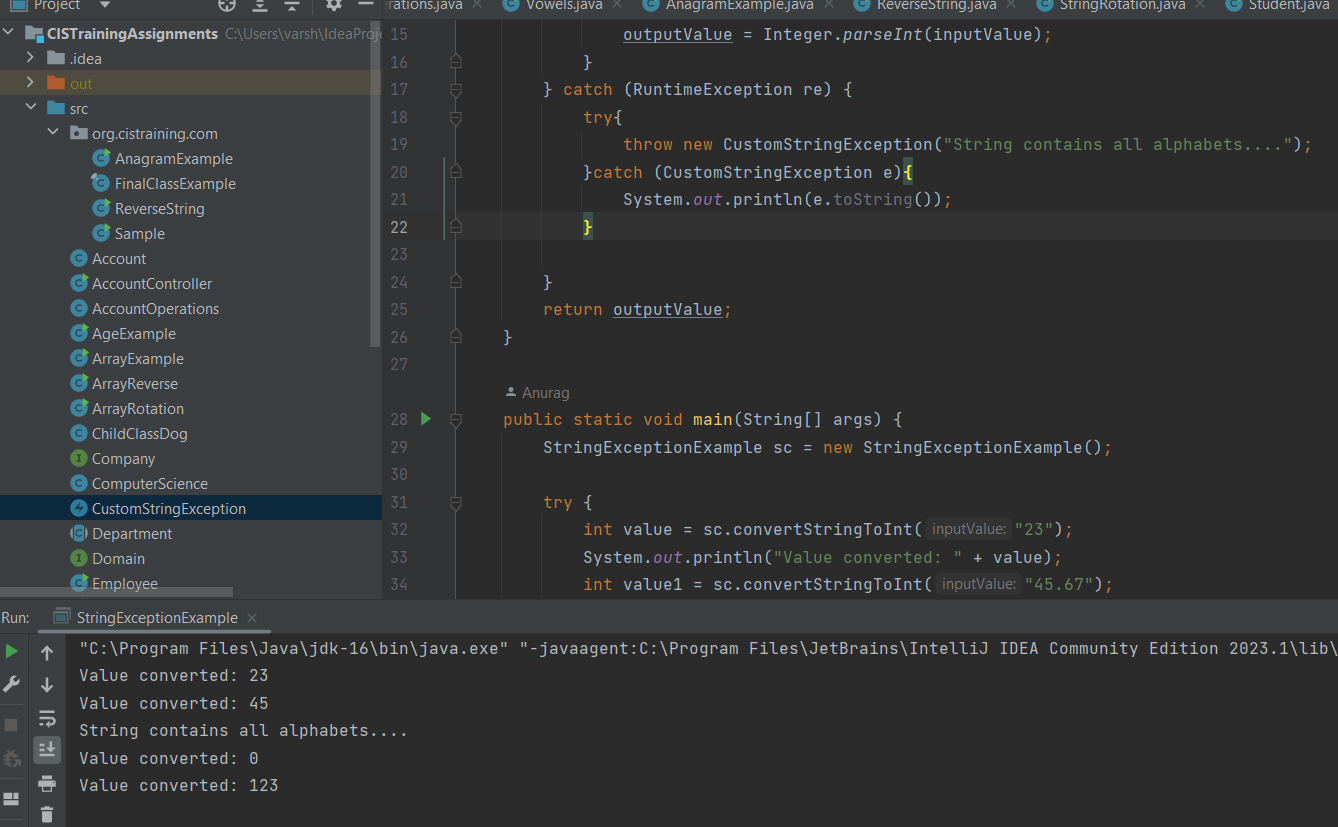 Project
rations.java
Vowels.java
AnagramExample.java
ReverseString.java
StringRotation.java
Student.java
CISTrainingAssignments C:\Users\varsh\IdeaProje
.idea
out
src
org.cistraining.com
AnagramExample
FinalClassExample
ReverseString
Sample
Account
AccountController
AccountOperations
AgeExample
ArrayExample
ArrayReverse
ArrayRotation
ChildClassDog
Company
ComputerScience
CustomStringException
Department
Domain
Employee
15 outputValue = Integer.parseInt(inputValue);
16 }
17 } catch (RuntimeException re) {
18 try{
19 throw new CustomStringException("String contains all alphabets....");
20 }catch (CustomStringException e){
21 System.out.println(e.toString());
22 }
23
24 }
25 return outputValue;
26 }
27
Anurag
28 public static void main(String[] args) {
29 StringExceptionExample sc = new StringExceptionExample();
30
31 try {
32 int value = sc.convertStringToInt( inputValue: "23");
33 System.out.println("Value converted: " + value);
34 int value1 = sc.convertStringToInt( inputValue: "45.67");
Run: StringExceptionExample
"C:\Program Files\Java\jdk-16\bin\java.exe" "-javaagent:C:\Program Files\JetBrains\IntelliJ IDEA Community Edition 2023.1\lib\
Value converted: 23
Value converted: 45
String contains all alphabets....
Value converted: 0
Value converted: 123